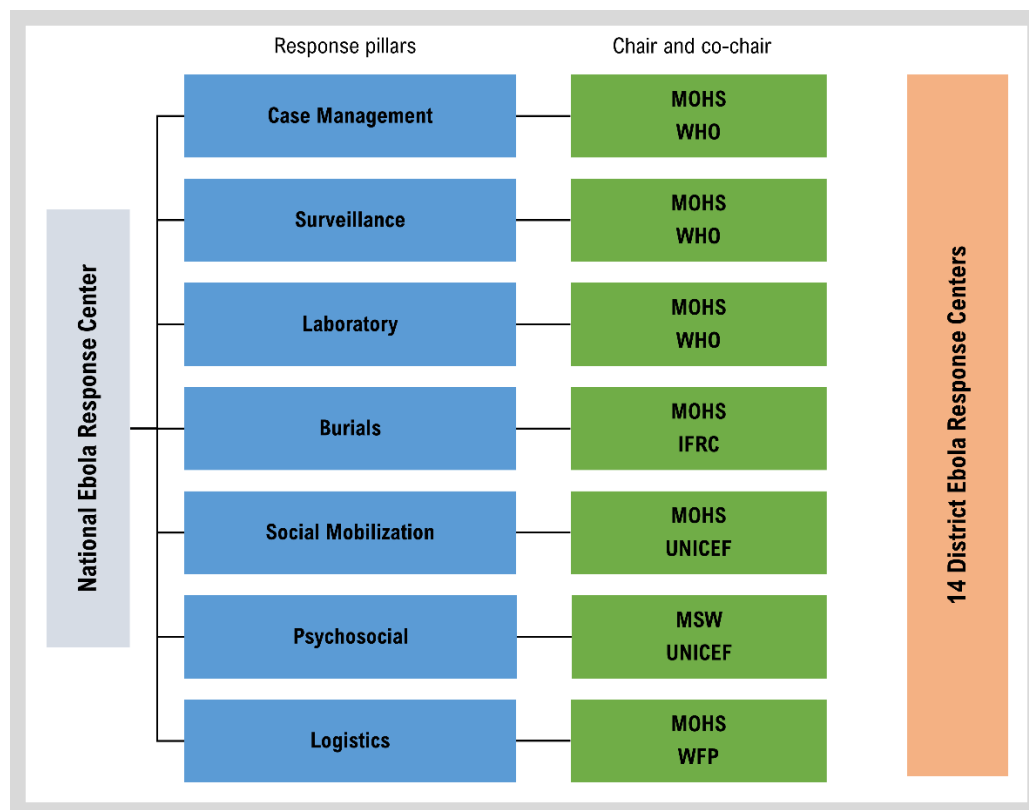 Response pillars
Chair and co-chair
National Ebola Response Center
Case Management
MOHS
WHO
Surveillance
MOHS
WHO
Laboratory
MOHS
WHO
Burials
MOHS
IFRC
Social Mobilization
MOHS
UNICEF
Psychosocial
MSW
UNICEF
Logistics
MOHS
WFP
14 District Ebola Response Centers